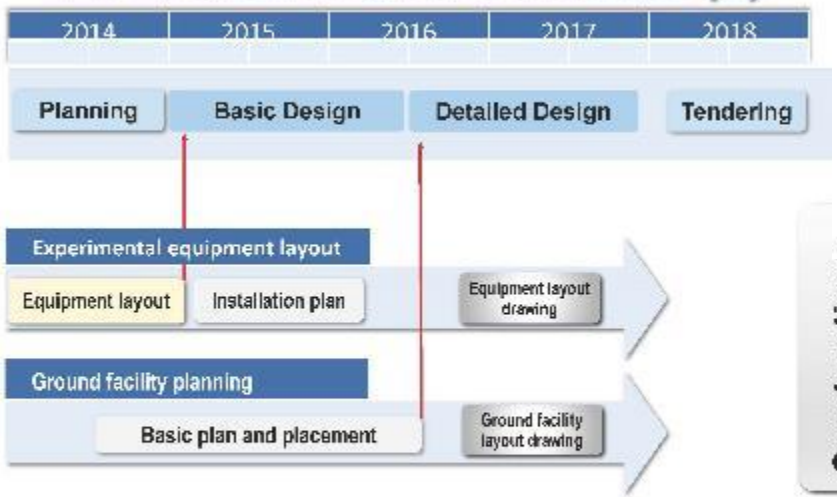 2014 2015 2016 2017 2018
Planning Basic Design Detailed Design Tendering
Experimental equipment layout
Equipment layout Installation plan Equipment layout
drawing
Ground facility planning
Basic plan and placement Ground facility
layout drawing